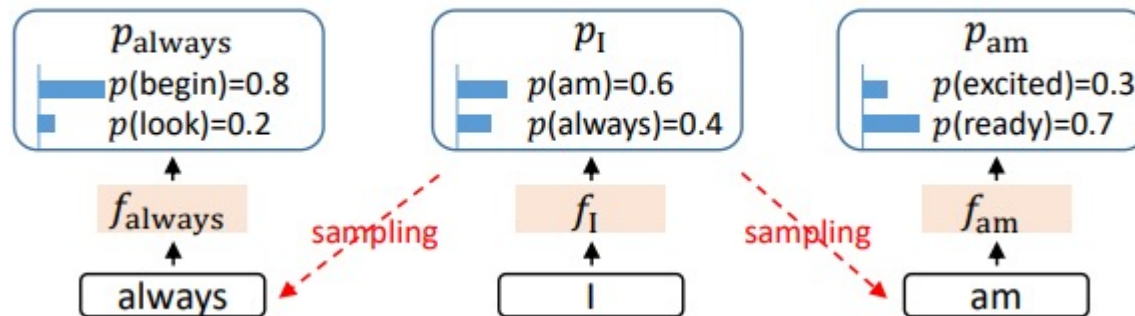 p_always
p(begin)=0.8
p(look)=0.2
f_always
always
sampling
p_I
p(am)=0.6
p(always)=0.4
f_I
I
sampling
p_am
p(excited)=0.3
p(ready)=0.7
f_am
am